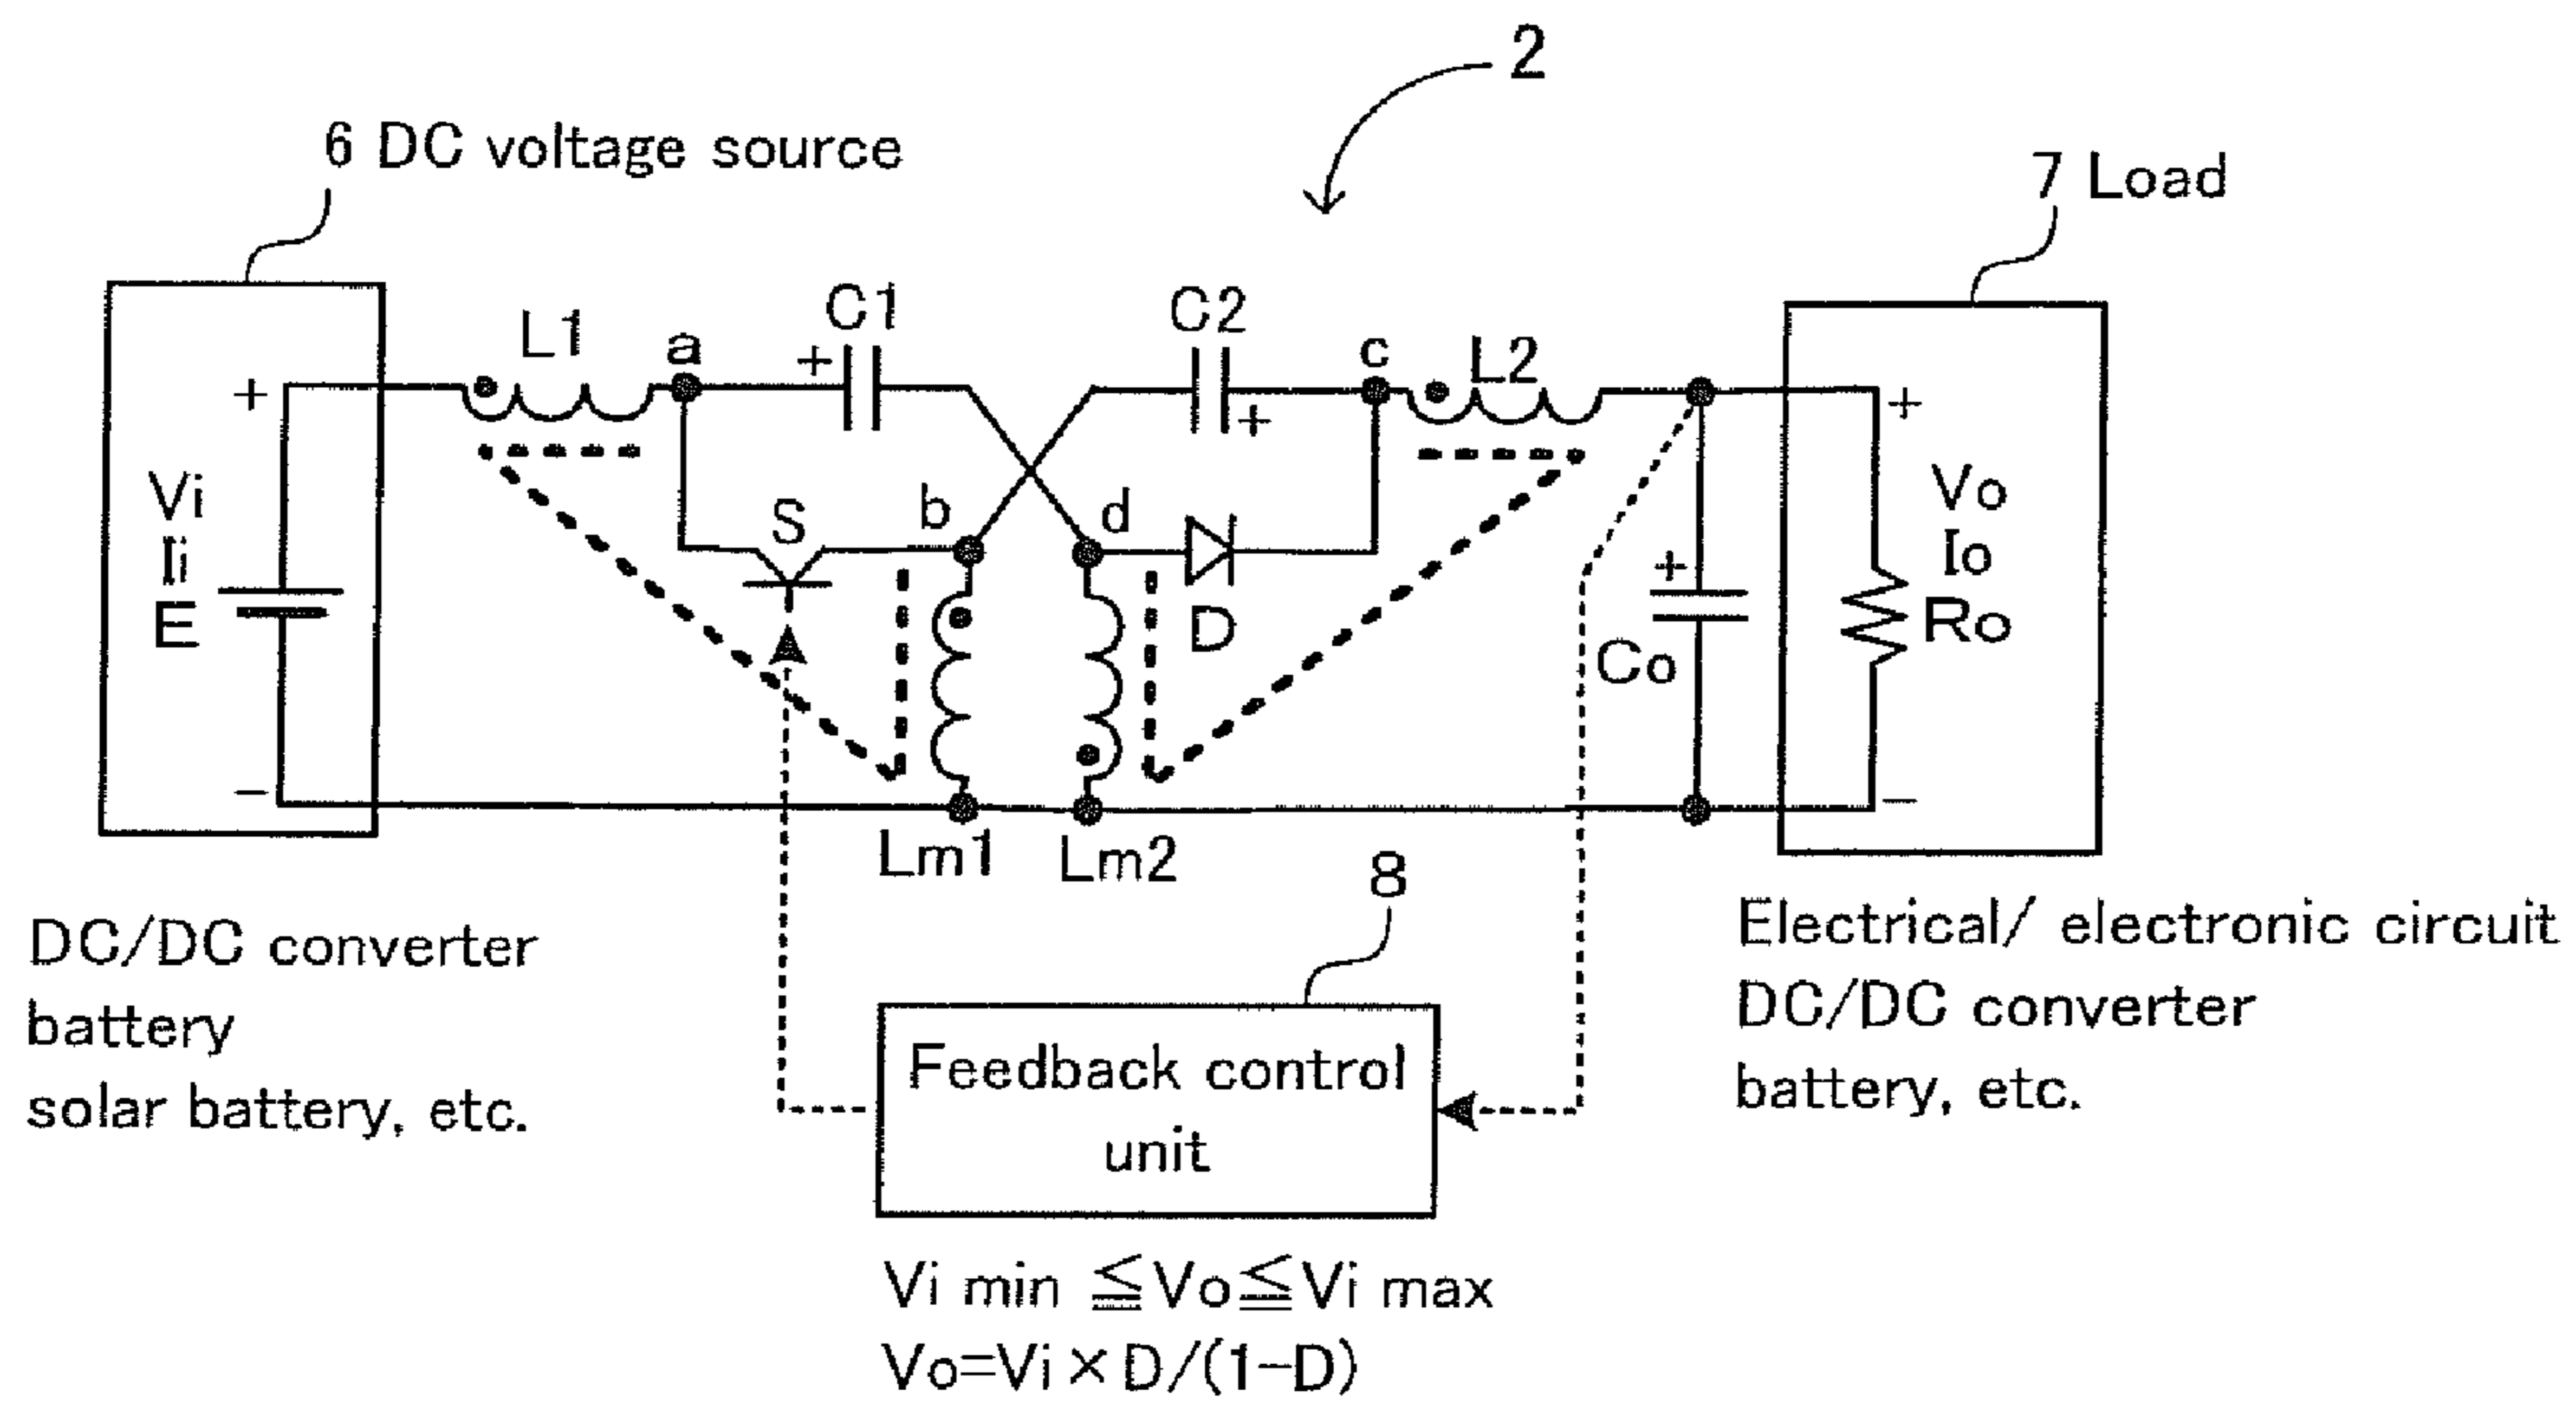 2
6 DC voltage source
7 Load
L1
a
C1
+
C2
+
c
L2
+
Vi
Ii
E
−
S
b
d
D
Lm1
Lm2
+
Co
+
Vo
Io
Ro
−
8
DC/DC converter
battery
solar battery, etc.
Feedback control
unit
Electrical/ electronic circuit
DC/DC converter
battery, etc.
Vi min ≦Vo≦Vi max
Vo=Vi×D/(1-D)